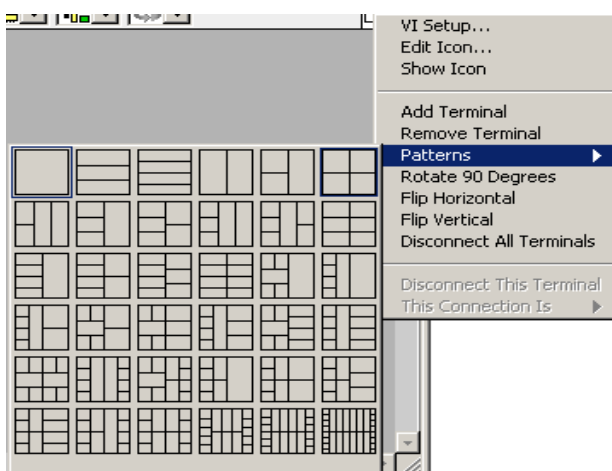 VI Setup...
Edit Icon...
Show Icon
Add Terminal
Remove Terminal
Patterns
Rotate 90 Degrees
Flip Horizontal
Flip Vertical
Disconnect All Terminals
Disconnect This Terminal
This Connection Is